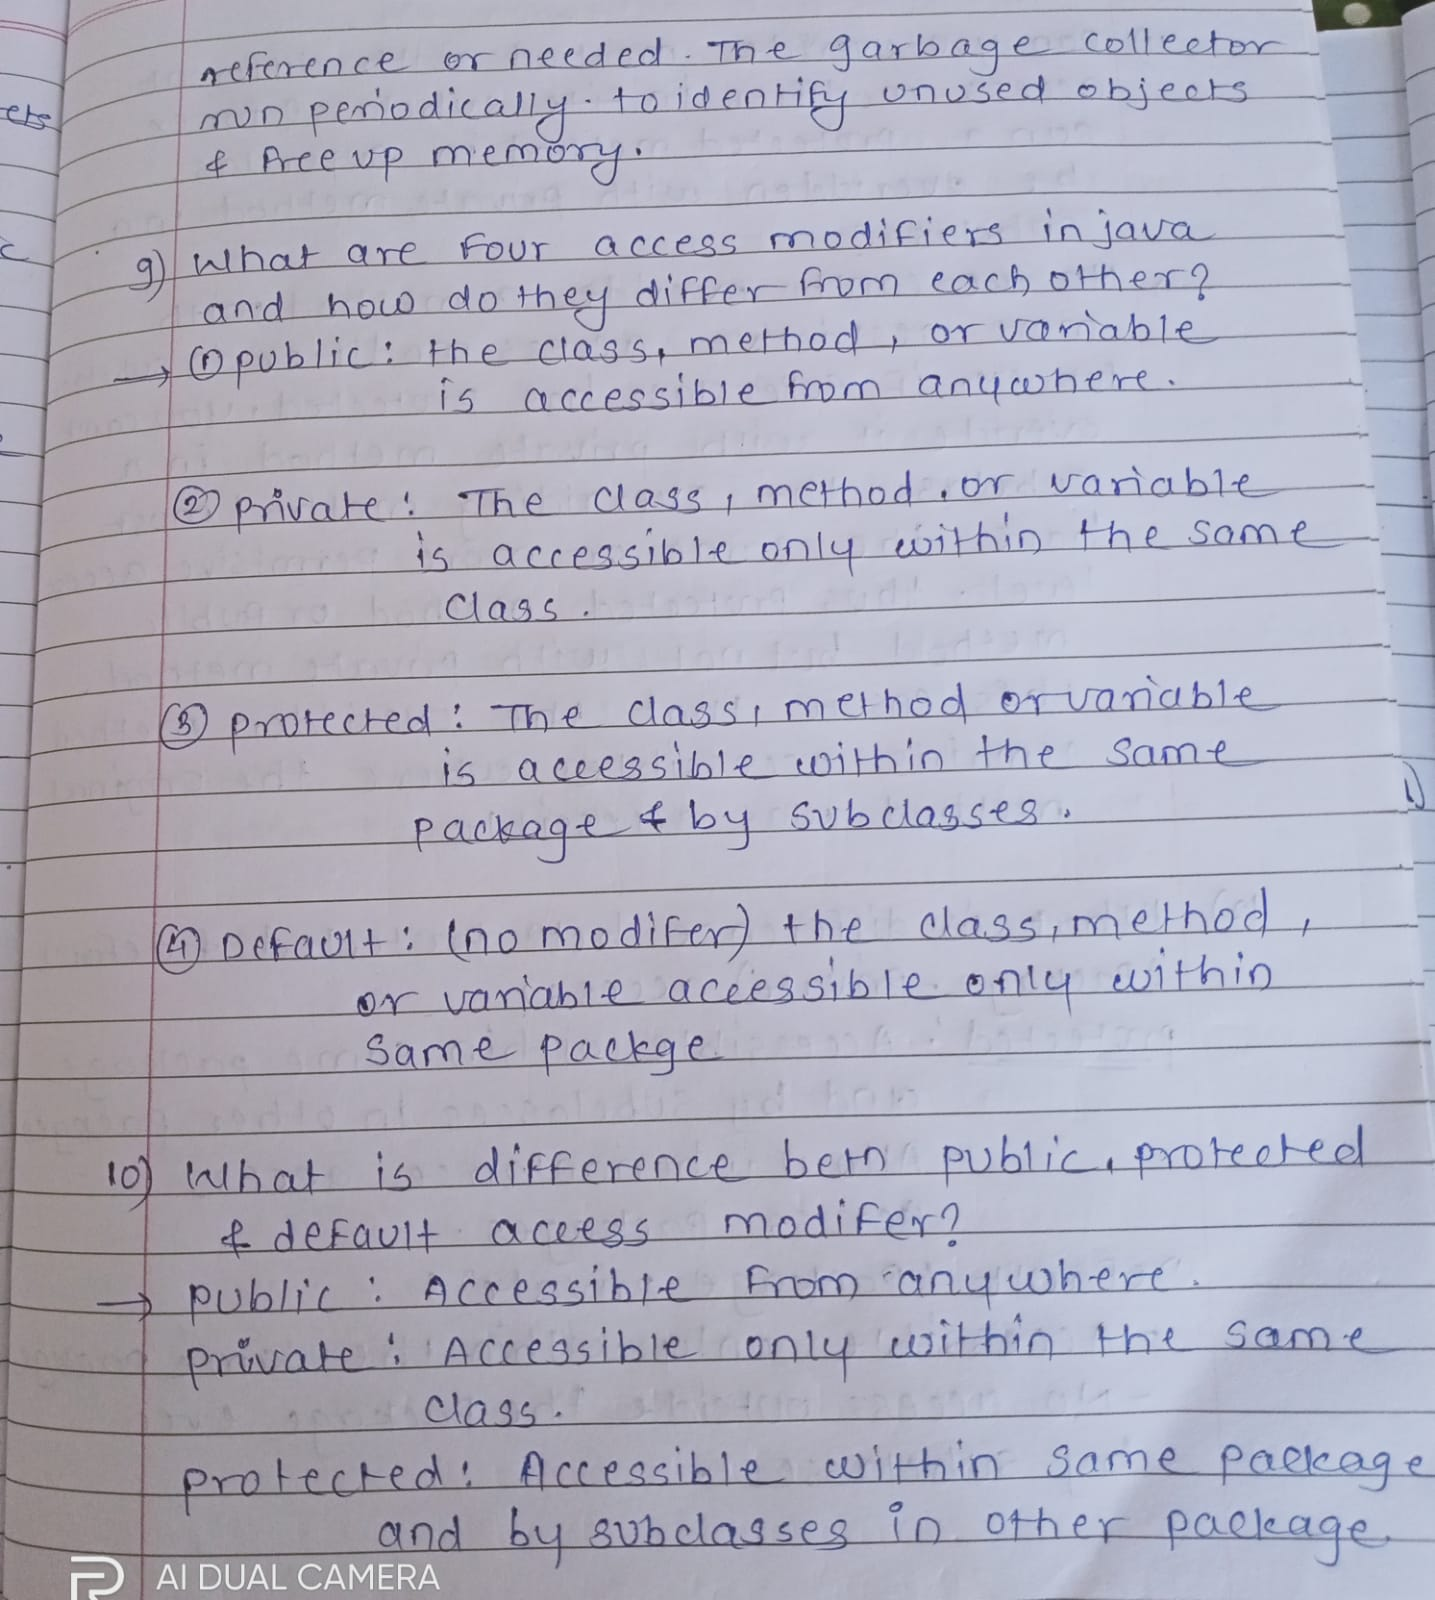 reference or needed. The garbage collector
run periodically. to identify unused objects
& free up memory.
9) What are Four access modifiers in java
and how do they differ from each other?
→ ① public : the class, method, or variable
is accessible from anywhere.
② private : The class, method, or variable
is accessible only within the same
class.
③ protected : The class, method or variable
is accessible within the same
package & by subclasses.
④ Default : (no modifer) the class, method,
or variable accessible only within
same packge.
10) What is difference betn public, protected
& default access modifer?
→ public : Accessible From anywhere.
private : Accessible only within the same
class.
protected : Accessible within same package
and by subclasses in other package.
AI DUAL CAMERA
ets
c
1)